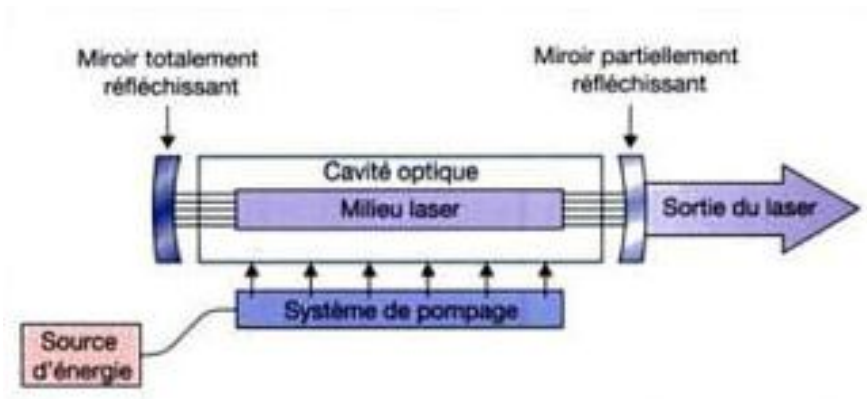 Miroir totalement
réfléchissant
Miroir partiellement
réfléchissant
Cavité optique
Milieu laser
Sortie du laser
Système de pompage
Source
d'énergie